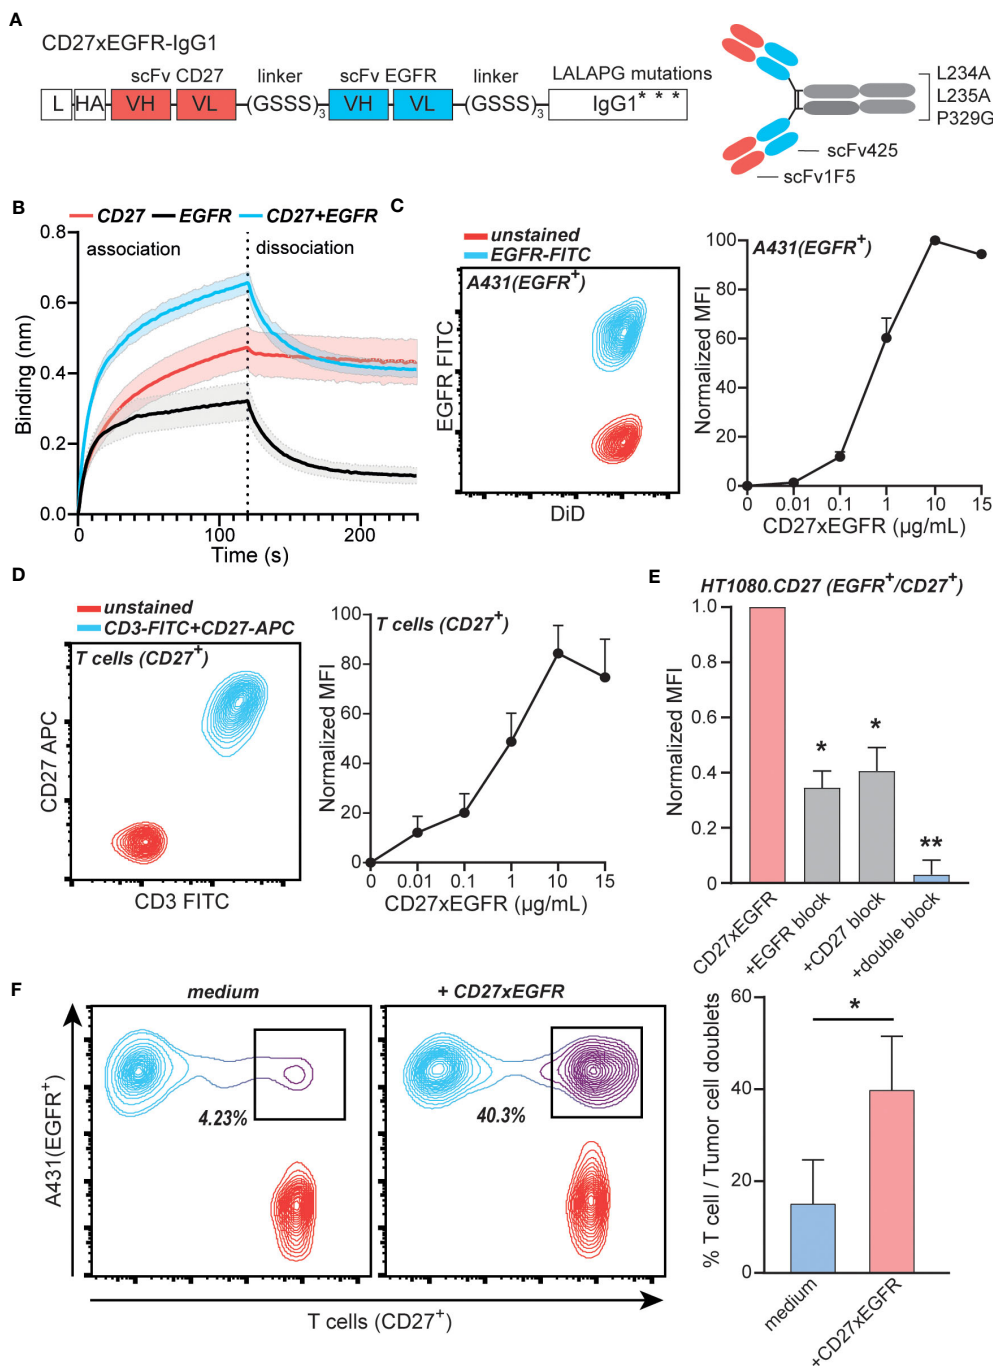 A
CD27xEGFR-IgG1
scFv CD27
linker
scFv EGFR
linker
LALAPG mutations
L
HA
VH
VL
(GSSS)3
VH
VL
(GSSS)3
IgG1* * *
L234A
L235A
P329G
scFv425
scFv1F5
B
CD27
EGFR
CD27+EGFR
association
dissociation
Binding (nm)
0.8
0.6
0.4
0.2
0.0
0
100
200
Time (s)
C
unstained
EGFR-FITC
A431(EGFR+)
EGFR FITC
DiD
A431(EGFR+)
Normalized MFI
100
80
60
40
20
0
0
0.01
0.1
1
10
15
CD27xEGFR (µg/mL)
D
unstained
CD3-FITC+CD27-APC
T cells (CD27+)
CD27 APC
CD3 FITC
T cells (CD27+)
Normalized MFI
100
80
60
40
20
0
0
0.01
0.1
1
10
15
CD27xEGFR (µg/mL)
E
HT1080.CD27 (EGFR+/CD27+)
Normalized MFI
1.0
0.8
0.4
0.2
0
*
*
**
CD27xEGFR
+EGFR block
+CD27 block
+double block
F
medium
+ CD27xEGFR
4.23%
40.3%
A431(EGFR+)
T cells (CD27+)
% T cell / Tumor cell doublets
60
40
20
0
*
medium
+CD27xEGFR